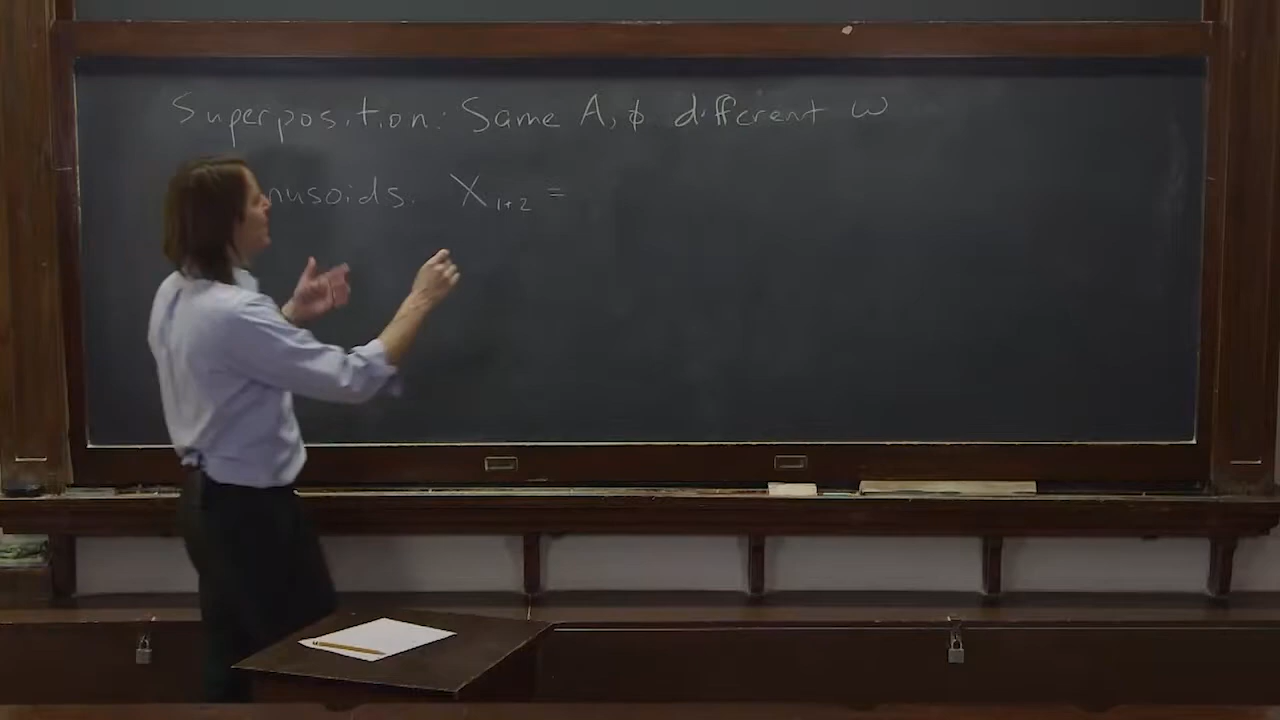 Superposition: Same A, ϕ different ω
nusoids: X₁₊₂ =